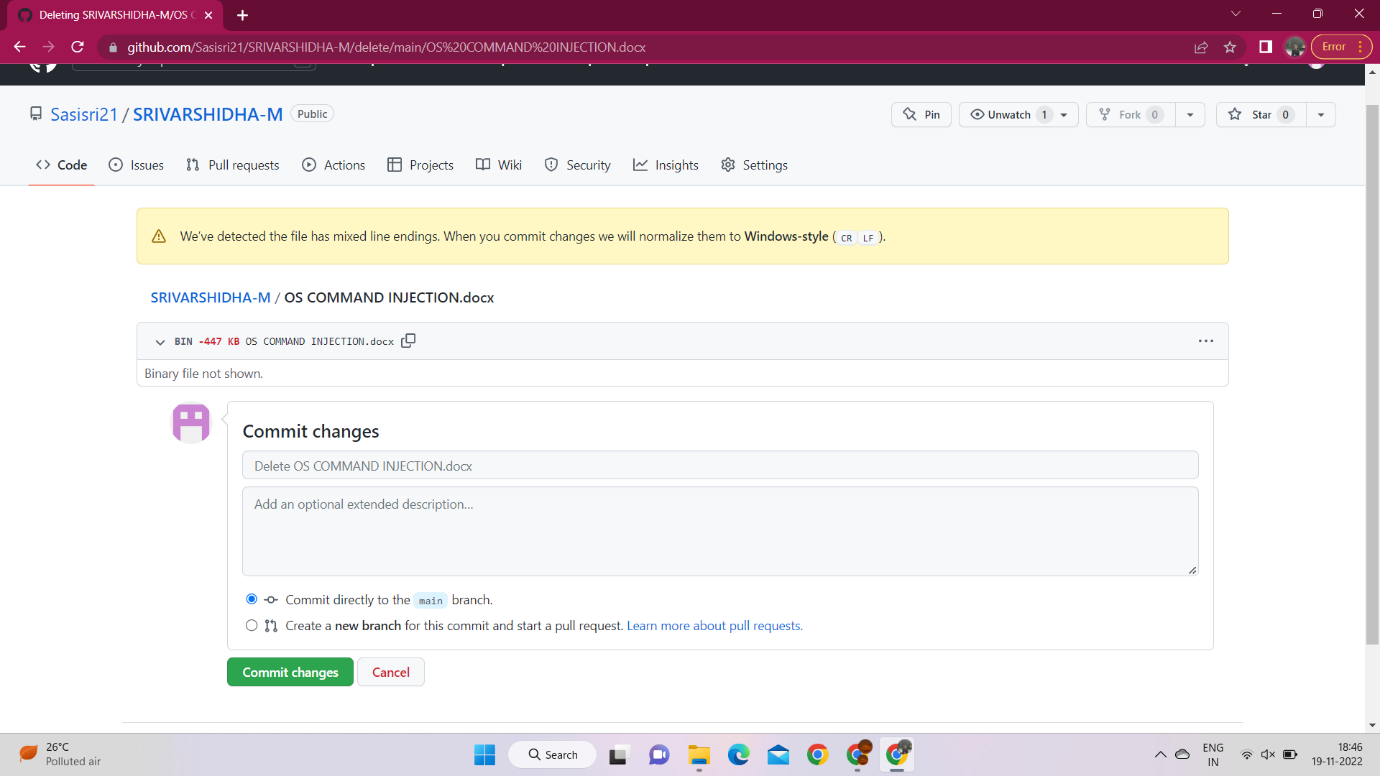 Deleting SRIVARSHIDHA-M/OS C
github.com/Sasisri21/SRIVARSHIDHA-M/delete/main/OS%20COMMAND%20INJECTION.docx
Error
Sasisri21 / SRIVARSHIDHA-M Public
Pin
Unwatch 1
Fork 0
Star 0
Code
Issues
Pull requests
Actions
Projects
Wiki
Security
Insights
Settings
We've detected the file has mixed line endings. When you commit changes we will normalize them to Windows-style ( CR LF ).
SRIVARSHIDHA-M / OS COMMAND INJECTION.docx
BIN -447 KB OS COMMAND INJECTION.docx
Binary file not shown.
Commit changes
Delete OS COMMAND INJECTION.docx
Add an optional extended description...
Commit directly to the main branch.
Create a new branch for this commit and start a pull request. Learn more about pull requests.
Commit changes
Cancel
26°C
Polluted air
Search
ENG
IN
18:46
19-11-2022